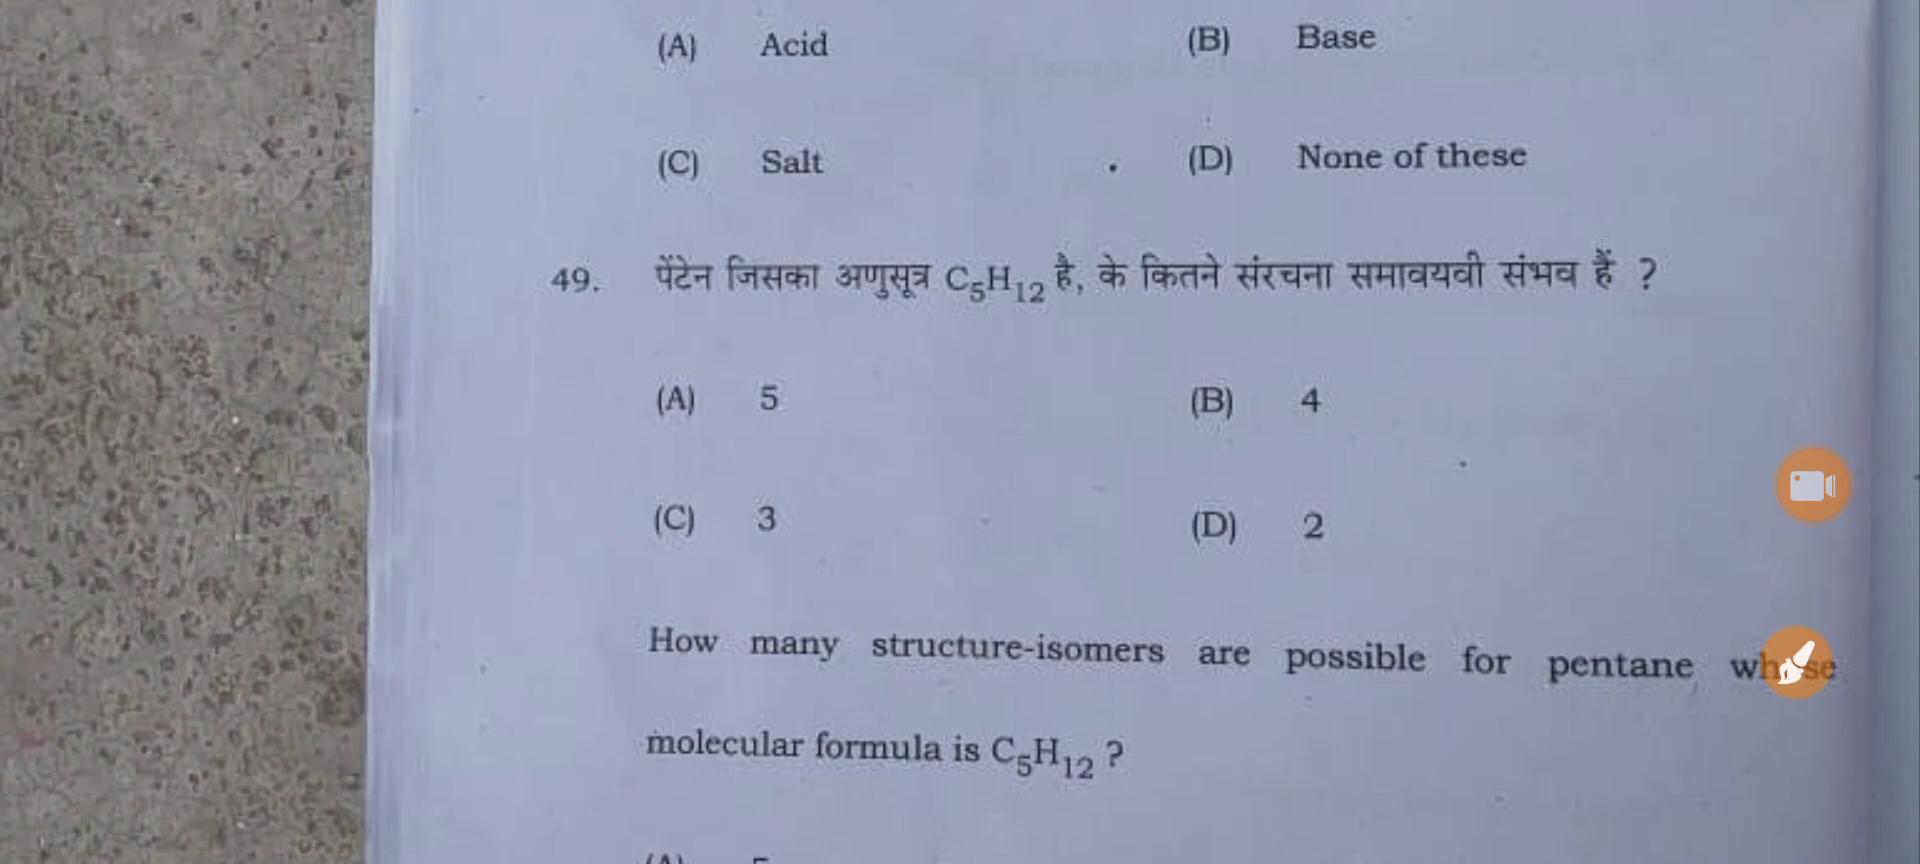 (A) Acid (B) Base
(C) Salt (D) None of these
49. पेंटेन जिसका अणुसूत्र C₅H₁₂ है, के कितने संरचना समावयवी संभव हैं ?
(A) 5 (B) 4
(C) 3 (D) 2
How many structure-isomers are possible for pentane
molecular formula is C₅H₁₂ ?